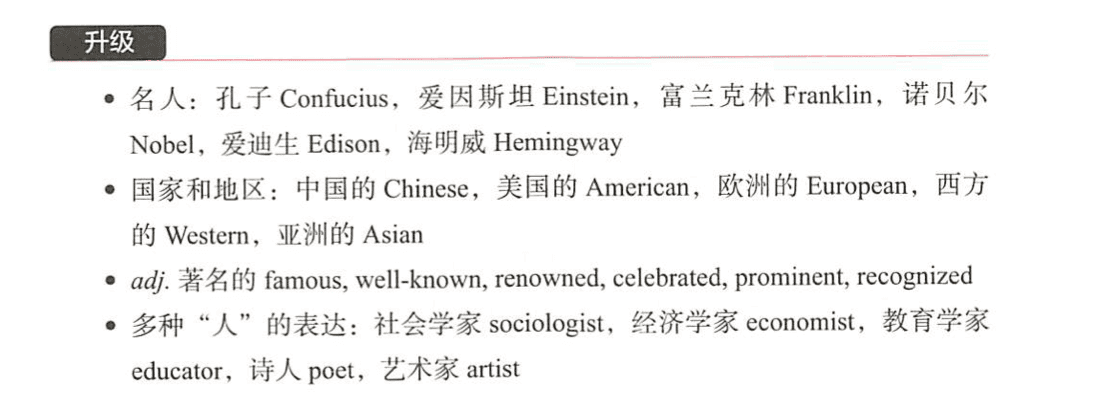 升级
• 名人：孔子 Confucius，爱因斯坦 Einstein，富兰克林 Franklin，诺贝尔
Nobel，爱迪生 Edison，海明威 Hemingway
• 国家和地区：中国的 Chinese，美国的 American，欧洲的 European，西方
的 Western，亚洲的 Asian
• adj. 著名的 famous, well-known, renowned, celebrated, prominent, recognized
• 多种“人”的表达：社会学家 sociologist，经济学家 economist，教育学家
educator，诗人 poet，艺术家 artist